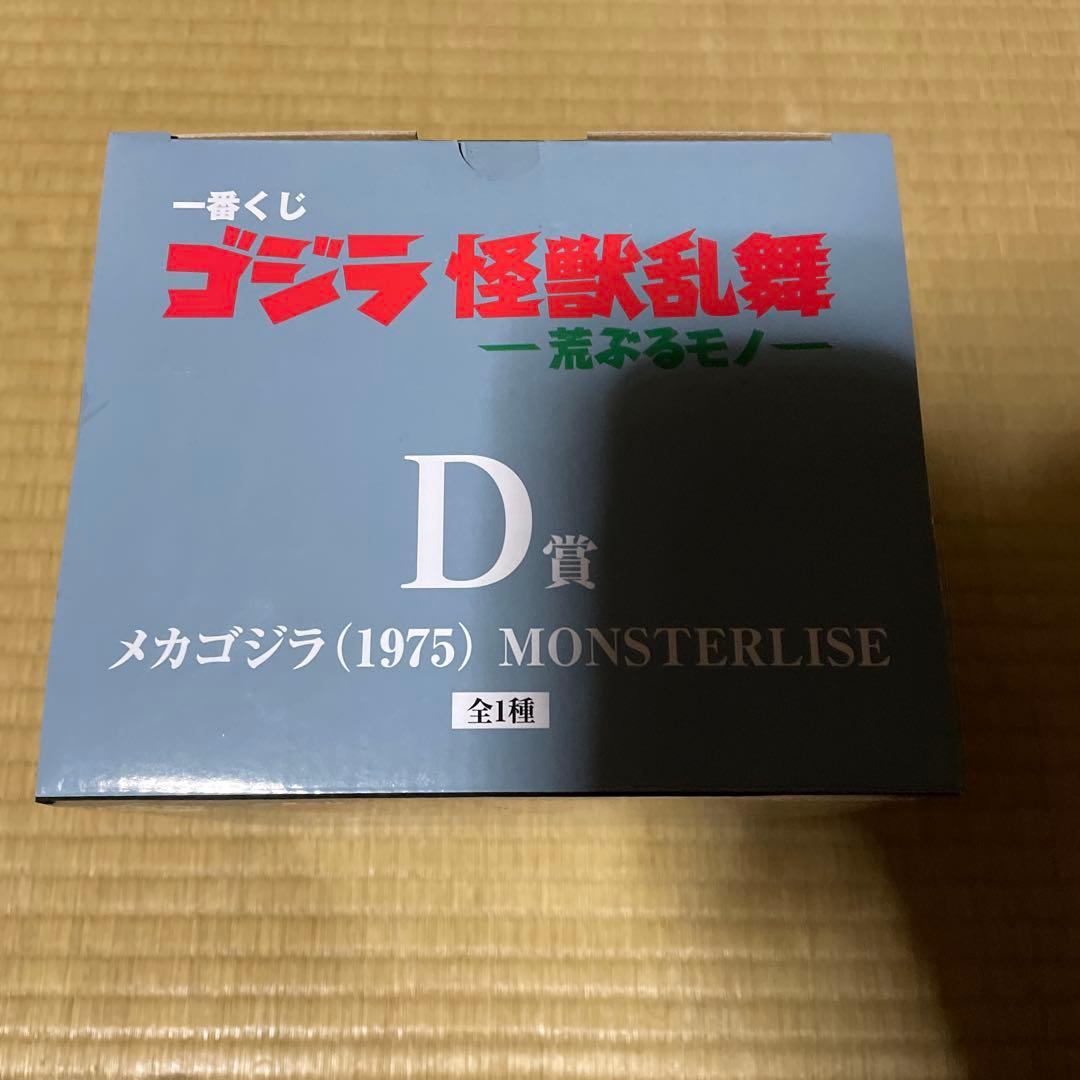 一番くじ
ゴジラ 怪獣乱舞
ー荒ぶるモノー
D賞
メカゴジラ(1975) MONSTERLISE
全1種